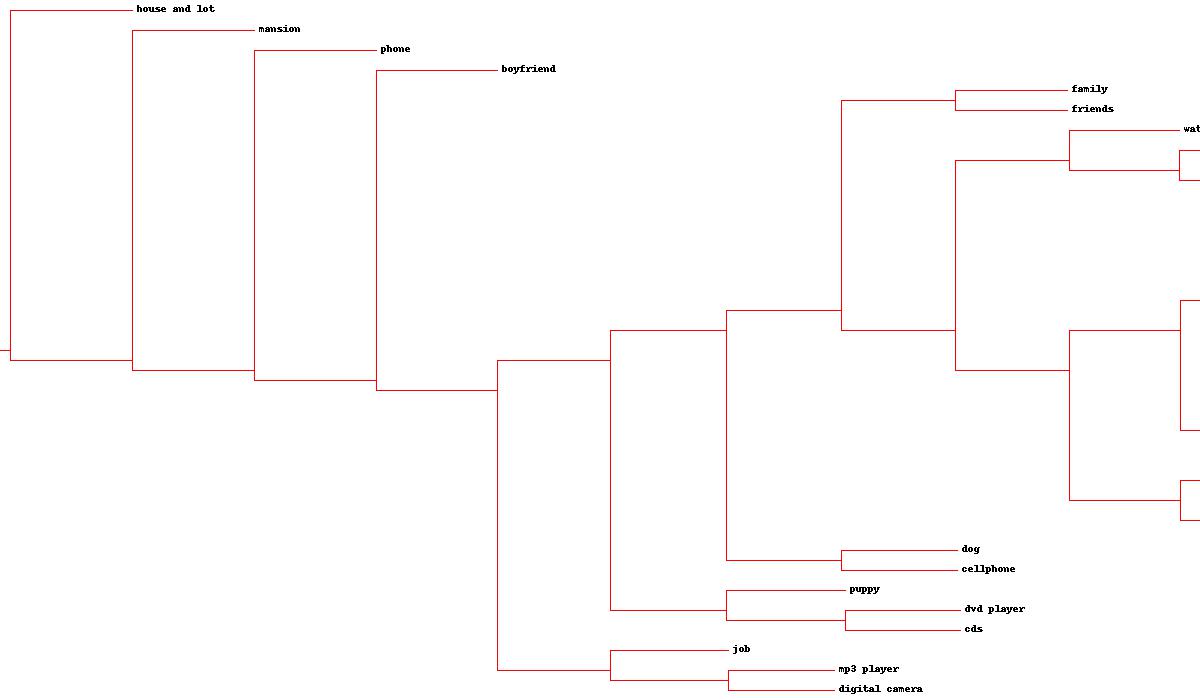 house and lot
mansion
phone
boyfriend
family
friends
wat
dog
cellphone
puppy
dvd player
cds
job
mp3 player
digital camera